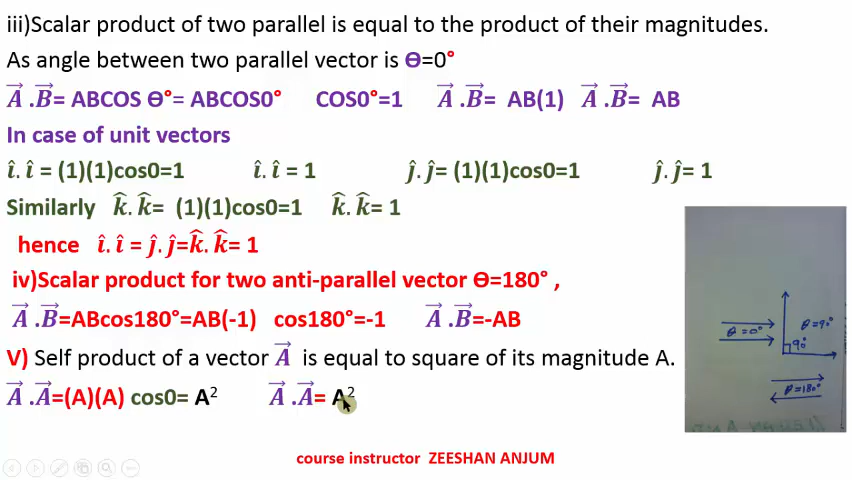 iii)Scalar product of two parallel is equal to the product of their magnitudes.
As angle between two parallel vector is ϴ=0°
A⃗ .B⃗= ABCOS ϴ°= ABCOS0° COS0°=1 A⃗ .B⃗= AB(1) A⃗ .B⃗= AB
In case of unit vectors
î. î = (1)(1)cos0=1 î. î = 1 ĵ. ĵ= (1)(1)cos0=1 ĵ. ĵ= 1
Similarly k̂. k̂= (1)(1)cos0=1 k̂. k̂= 1
hence î. î = ĵ. ĵ=k̂. k̂= 1
iv)Scalar product for two anti-parallel vector ϴ=180° ,
A⃗ .B⃗=ABcos180°=AB(-1) cos180°=-1 A⃗ .B⃗=-AB
V) Self product of a vector A⃗ is equal to square of its magnitude A.
A⃗ .A⃗=(A)(A) cos0= A² A⃗ .A⃗= A²
θ=0°
θ=90°
90°
θ=180°
course instructor ZEESHAN ANJUM